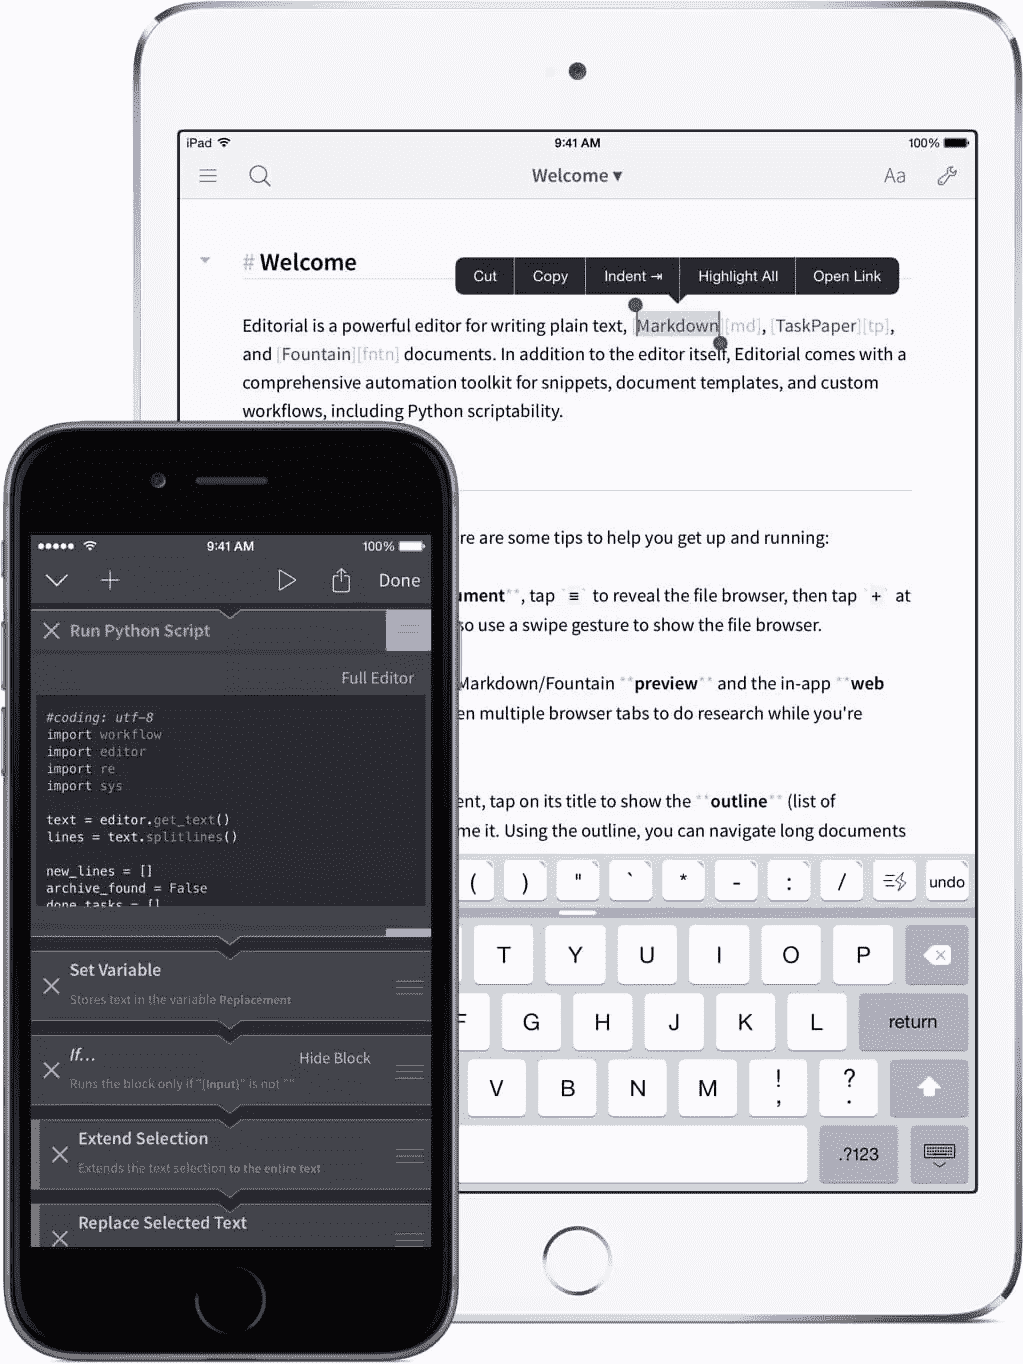 iPad 9:41 AM 100%
Welcome ▾ Aa
# Welcome
Cut Copy Indent ⇥ Highlight All Open Link
Editorial is a powerful editor for writing plain text, [Markdown][md], [TaskPaper][tp],
and [Fountain][fntn] documents. In addition to the editor itself, Editorial comes with a
comprehensive automation toolkit for snippets, document templates, and custom
workflows, including Python scriptability.
re are some tips to help you get up and running:
ument**, tap `≡` to reveal the file browser, then tap `+` at
so use a swipe gesture to show the file browser.
Markdown/Fountain **preview** and the in-app **web
en multiple browser tabs to do research while you're
ent, tap on its title to show the **outline** (list of
me it. Using the outline, you can navigate long documents
( ) " ` * - : / undo
T Y U I O P
F G H J K L return
V B N M ! , ? .
.?123
9:41 AM 100%
+ Done
Run Python Script
Full Editor
#coding: utf-8
import workflow
import editor
import re
import sys
text = editor.get_text()
lines = text.splitlines()
new_lines = []
archive_found = False
done_tasks = []
Set Variable
Stores text in the variable Replacement
If...
Hide Block
Runs the block only if "[Input]" is not ""
Extend Selection
Extends the text selection to the entire text
Replace Selected Text